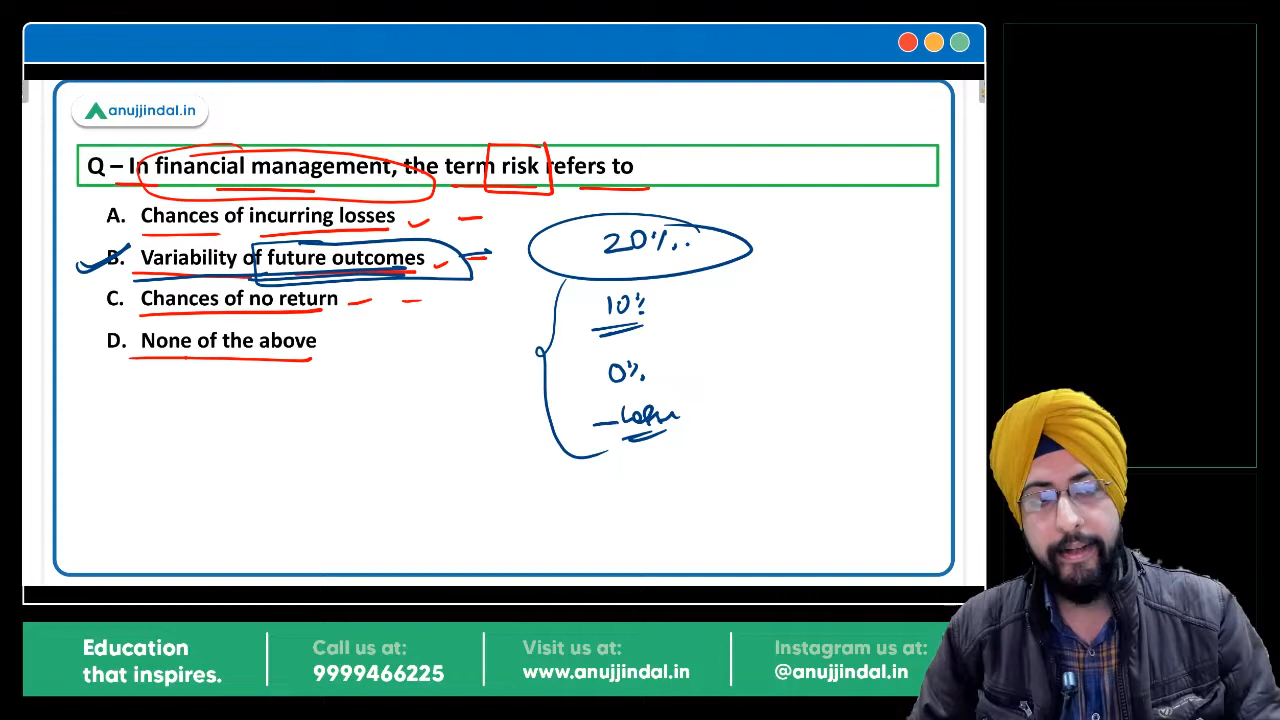 anujjindal.in
Q – In financial management, the term risk refers to
A. Chances of incurring losses
B. Variability of future outcomes
C. Chances of no return
D. None of the above
20%
10%
0%
Education
that inspires.
Call us at:
9999466225
Visit us at:
www.anujjindal.in
Instagram us at:
@anujjindal.in